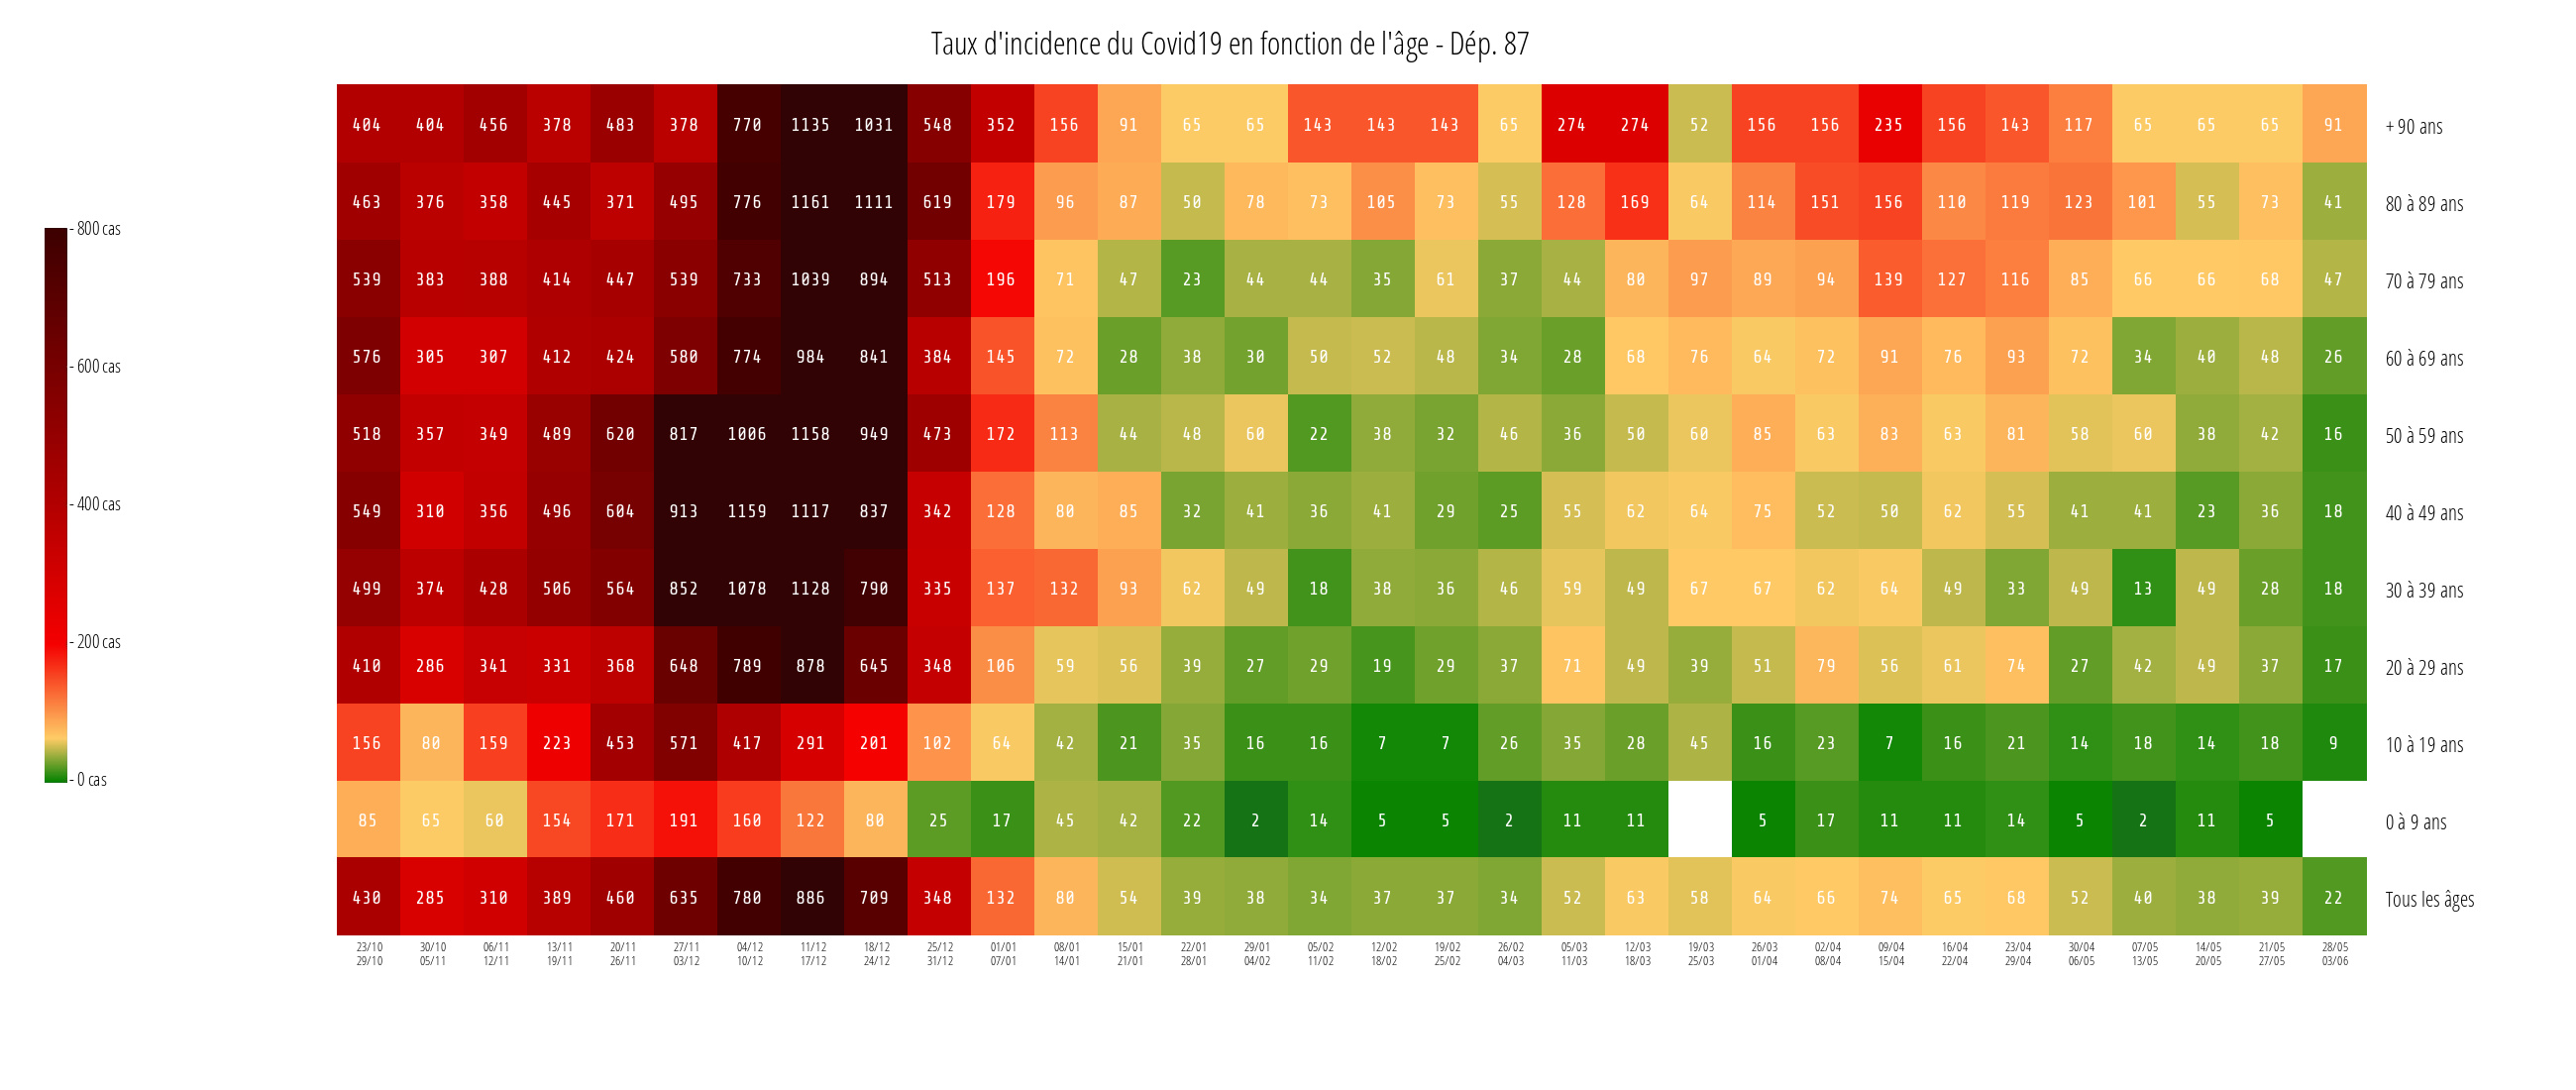 Taux d'incidence du Covid19 en fonction de l'âge - Dép. 87
- 800 cas
- 600 cas
- 400 cas
- 200 cas
- 0 cas
404 404 456 378 483 378 770 1135 1031 548 352 156 91 65 65 143 143 143 65 274 274 52 156 156 235 156 143 117 65 65 65 91 + 90 ans
463 376 358 445 371 495 776 1161 1111 619 179 96 87 50 78 73 105 73 55 128 169 64 114 151 156 110 119 123 101 55 73 41 80 à 89 ans
539 383 388 414 447 539 733 1039 894 513 196 71 47 23 44 44 35 61 37 44 80 97 89 94 139 127 116 85 66 66 68 47 70 à 79 ans
576 305 307 412 424 580 774 984 841 384 145 72 28 38 30 50 52 48 34 28 68 76 64 72 91 76 93 72 34 40 48 26 60 à 69 ans
518 357 349 489 620 817 1006 1158 949 473 172 113 44 48 60 22 38 32 46 36 50 60 85 63 83 63 81 58 60 38 42 16 50 à 59 ans
549 310 356 496 604 913 1159 1117 837 342 128 80 85 32 41 36 41 29 25 55 62 64 75 52 50 62 55 41 41 23 36 18 40 à 49 ans
499 374 428 506 564 852 1078 1128 790 335 137 132 93 62 49 18 38 36 46 59 49 67 67 62 64 49 33 49 13 49 28 18 30 à 39 ans
410 286 341 331 368 648 789 878 645 348 106 59 56 39 27 29 19 29 37 71 49 39 51 79 56 61 74 27 42 49 37 17 20 à 29 ans
156 80 159 223 453 571 417 291 201 102 64 42 21 35 16 16 7 7 26 35 28 45 16 23 7 16 21 14 18 14 18 9 10 à 19 ans
85 65 60 154 171 191 160 122 80 25 17 45 42 22 2 14 5 5 2 11 11 5 17 11 11 14 5 2 11 5 0 à 9 ans
430 285 310 389 460 635 780 886 709 348 132 80 54 39 38 34 37 37 34 52 63 58 64 66 74 65 68 52 40 38 39 22 Tous les âges
23/10 30/10 06/11 13/11 20/11 27/11 04/12 11/12 18/12 25/12 01/01 08/01 15/01 22/01 29/01 05/02 12/02 19/02 26/02 05/03 12/03 19/03 26/03 02/04 09/04 16/04 23/04 30/04 07/05 14/05 21/05 28/05
29/10 05/11 12/11 19/11 26/11 03/12 10/12 17/12 24/12 31/12 07/01 14/01 21/01 28/01 04/02 11/02 18/02 25/02 04/03 11/03 18/03 25/03 01/04 08/04 15/04 22/04 29/04 06/05 13/05 20/05 27/05 03/06